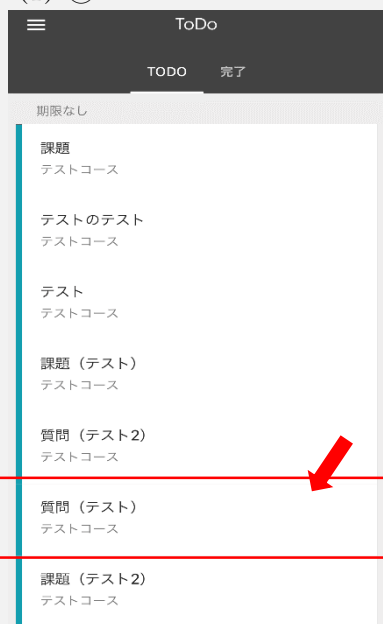 ToDo
TODO 完了
期限なし
課題
テストコース
テストのテスト
テストコース
テスト
テストコース
課題（テスト）
テストコース
質問（テスト2）
テストコース
質問（テスト）
テストコース
課題（テスト2）
テストコース